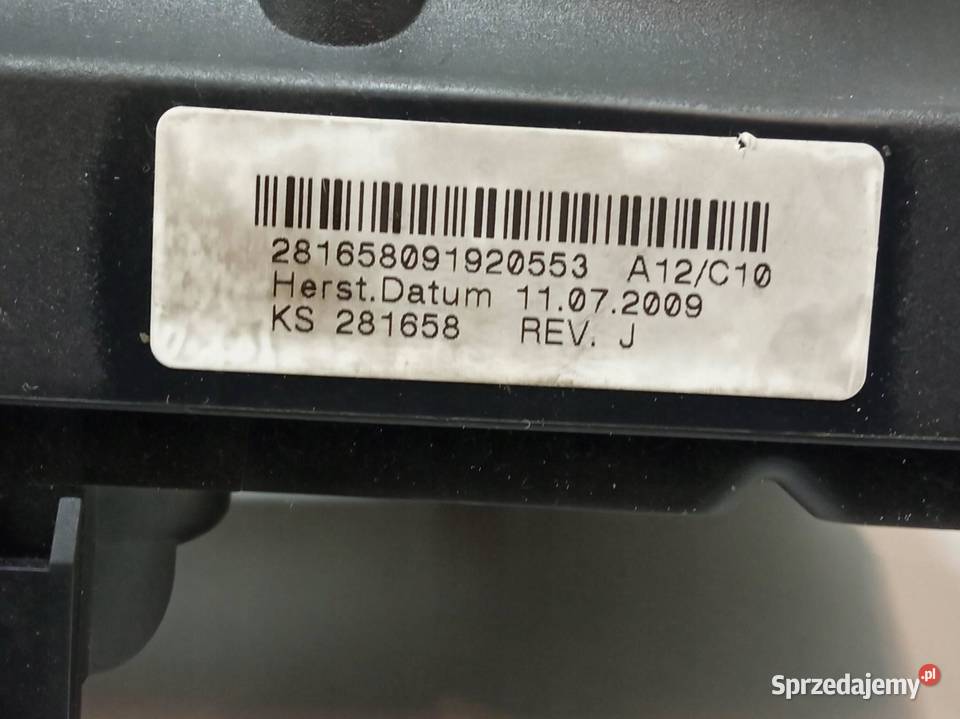 281658091920553 A12/C10
Herst.Datum 11.07.2009
KS 281658 REV. J
Sprzedajemy.pl